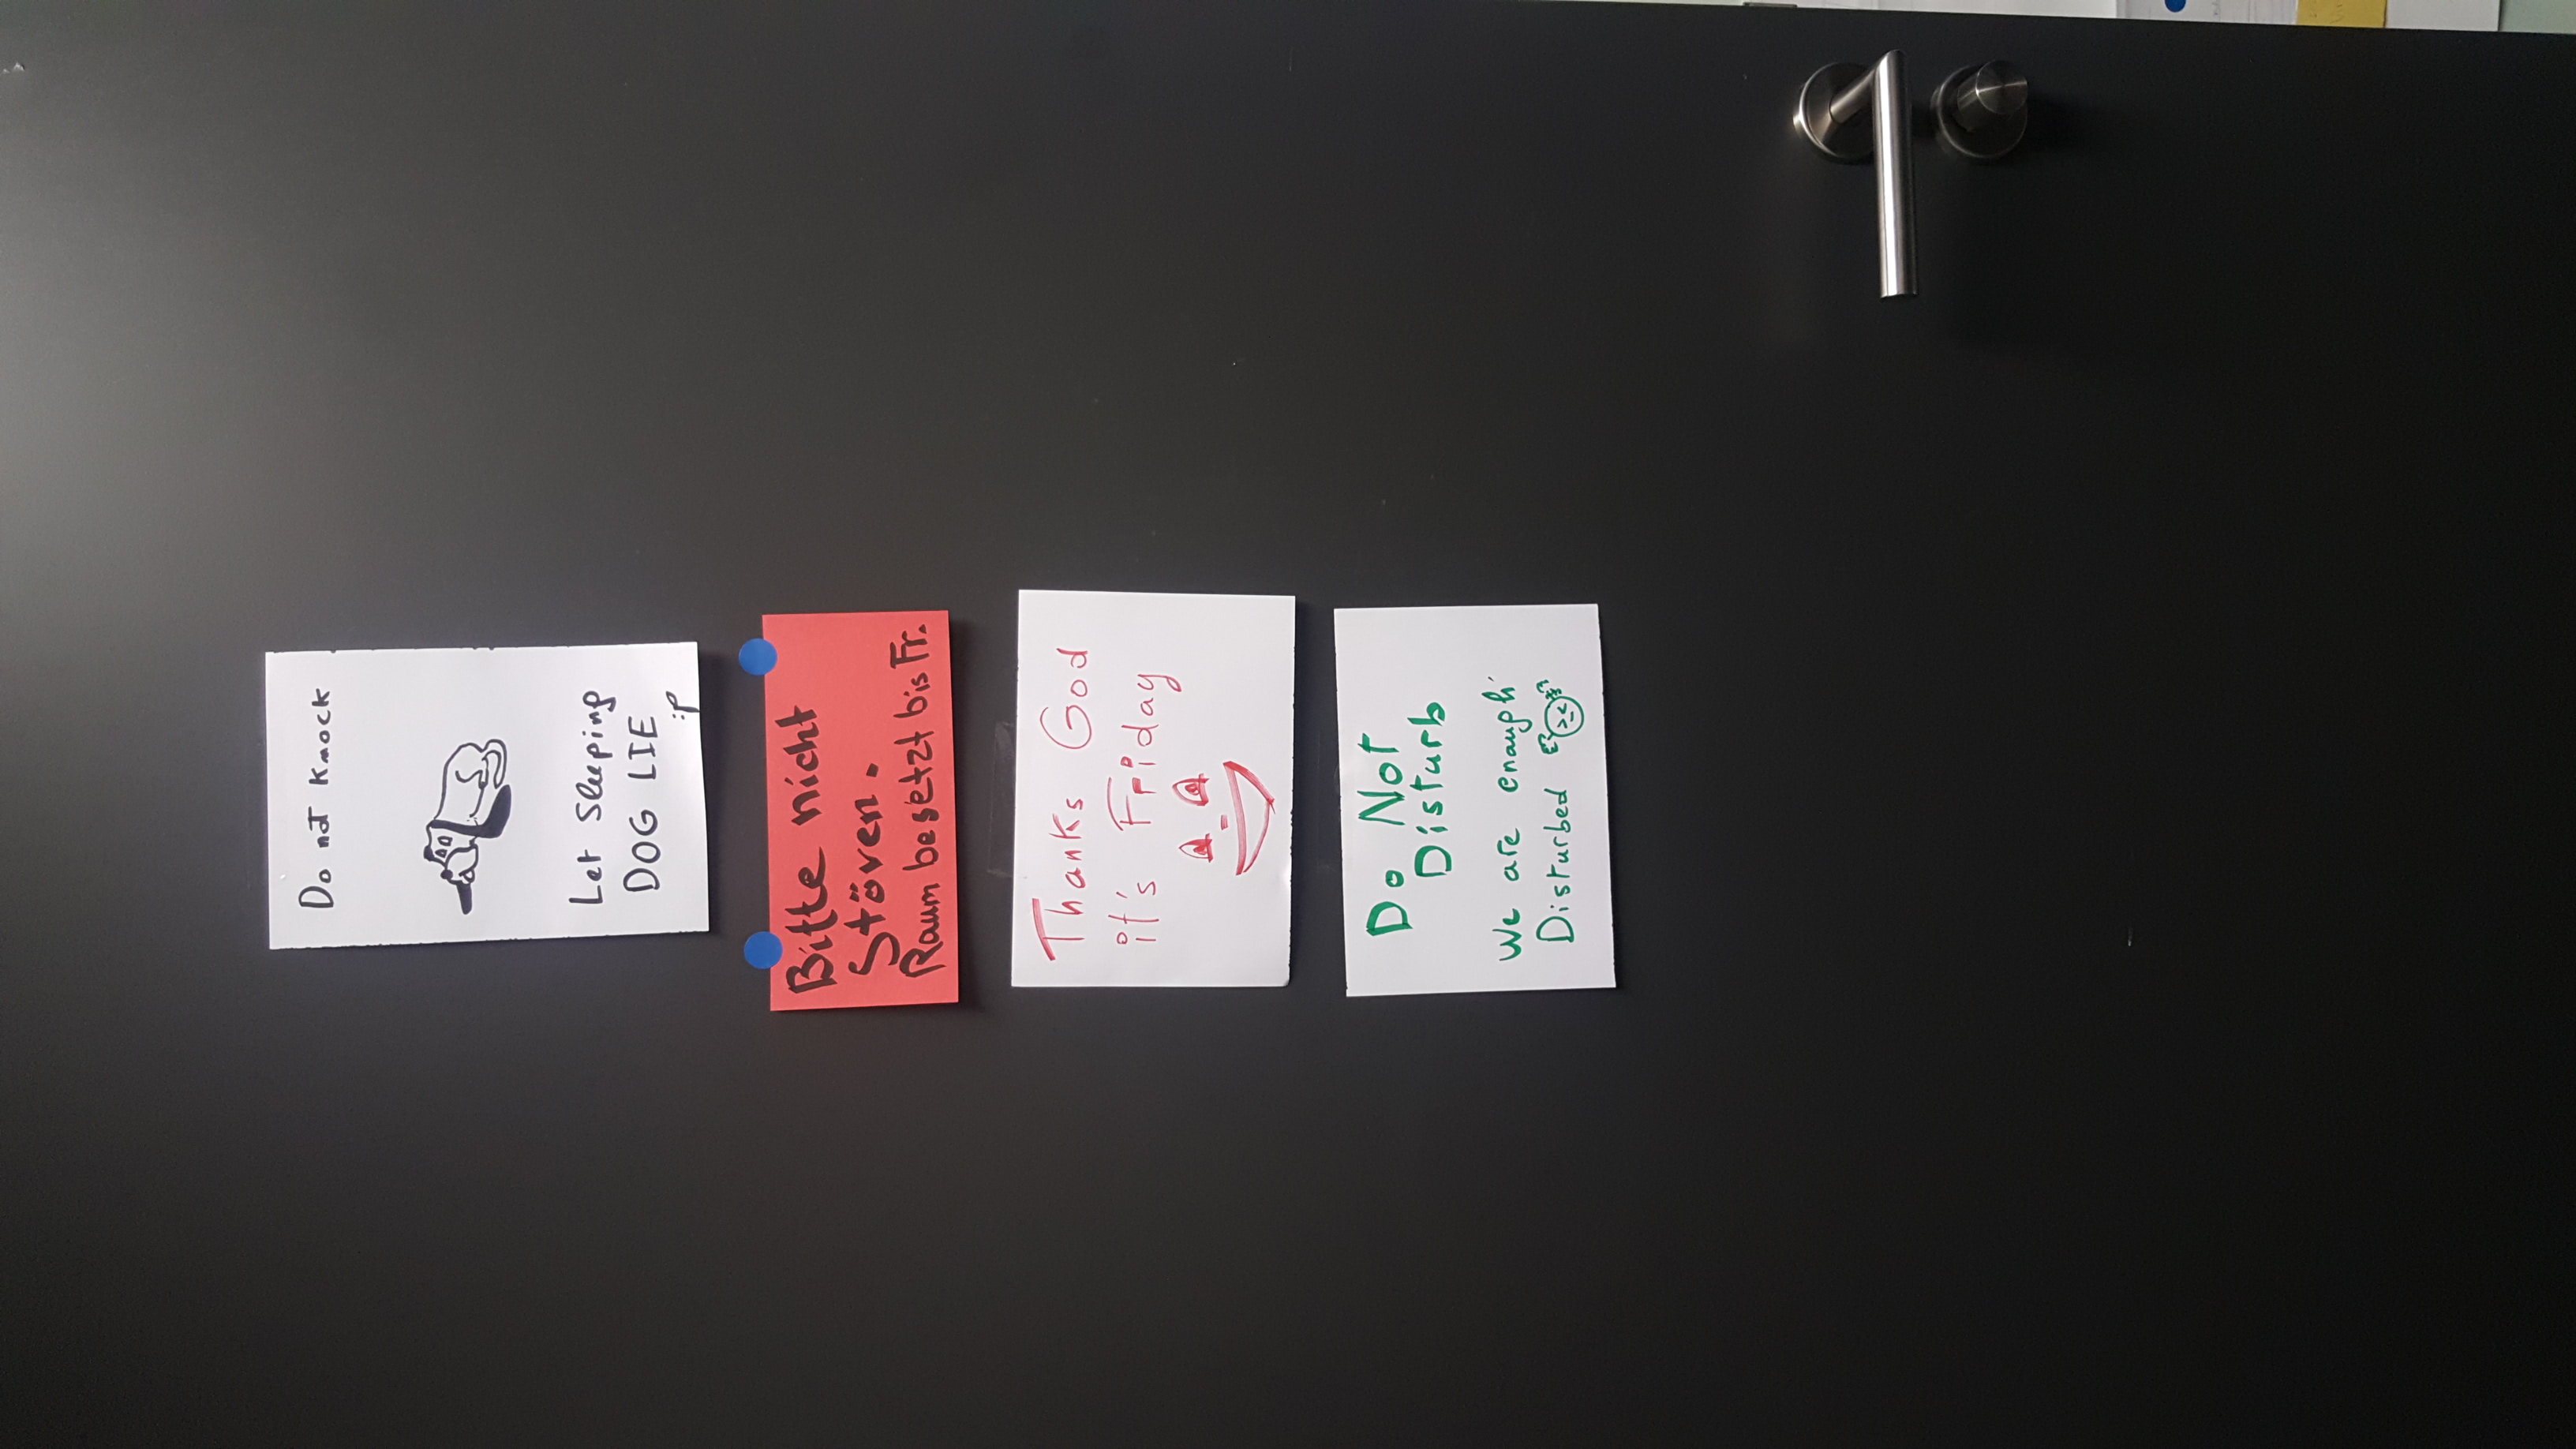 Do not Knock
Let Sleeping
DOG LIE
:P
Bitte nicht
Stören.
Raum besetzt bis Fr.
Thanks God
it's Friday
Do Not
Disturb
We are enaugh
Disturbed